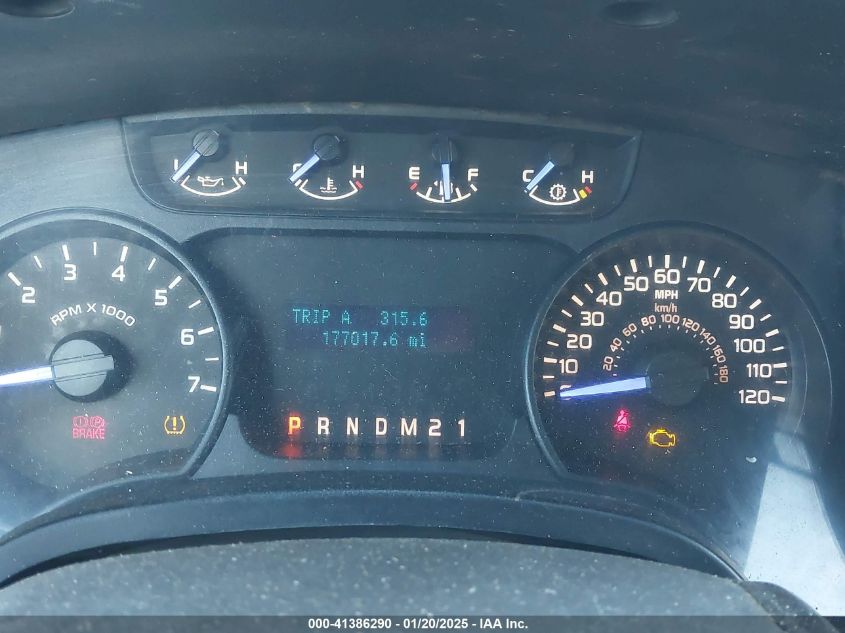 H
C H
E F
C H
2 3 4 5 6 7
RPM X 1000
BRAKE
TRIP A 315.6
177017.6 mi
P R N D M 2 1
10 20 30 40 50 60 70 80 90 100 110 120
MPH
km/h
20 40 60 80 100 120 140 160 180
000-41386290 - 01/20/2025 - IAA Inc.